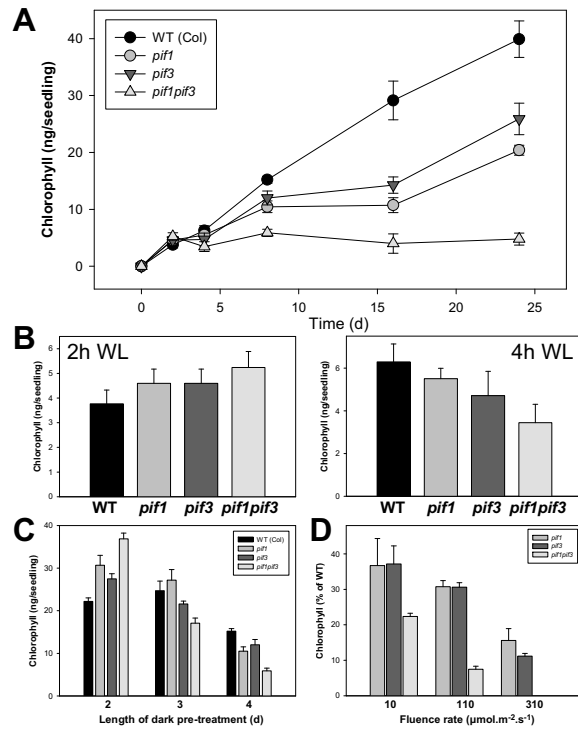 A
WT (Col)
pif1
pif3
pif1pif3
Chlorophyll (ng/seedling)
40
30
20
10
0
0 5 10 15 20 25
Time (d)
B
2h WL
Chlorophyll (ng/seedling)
6
5
4
3
2
1
0
WT pif1 pif3 pif1pif3
4h WL
Chlorophyll (ng/seedling)
6
4
2
0
WT pif1 pif3 pif1pif3
C
WT (Col)
pif1
pif3
pif1pif3
Chlorophyll (ng/seedling)
40
30
20
10
0
2 3 4
Length of dark pre-treatment (d)
D
pif1
pif3
pif1pif3
Chlorophyll (% of WT)
50
40
30
20
10
0
10 110 310
Fluence rate (µmol.m-2.s-1)